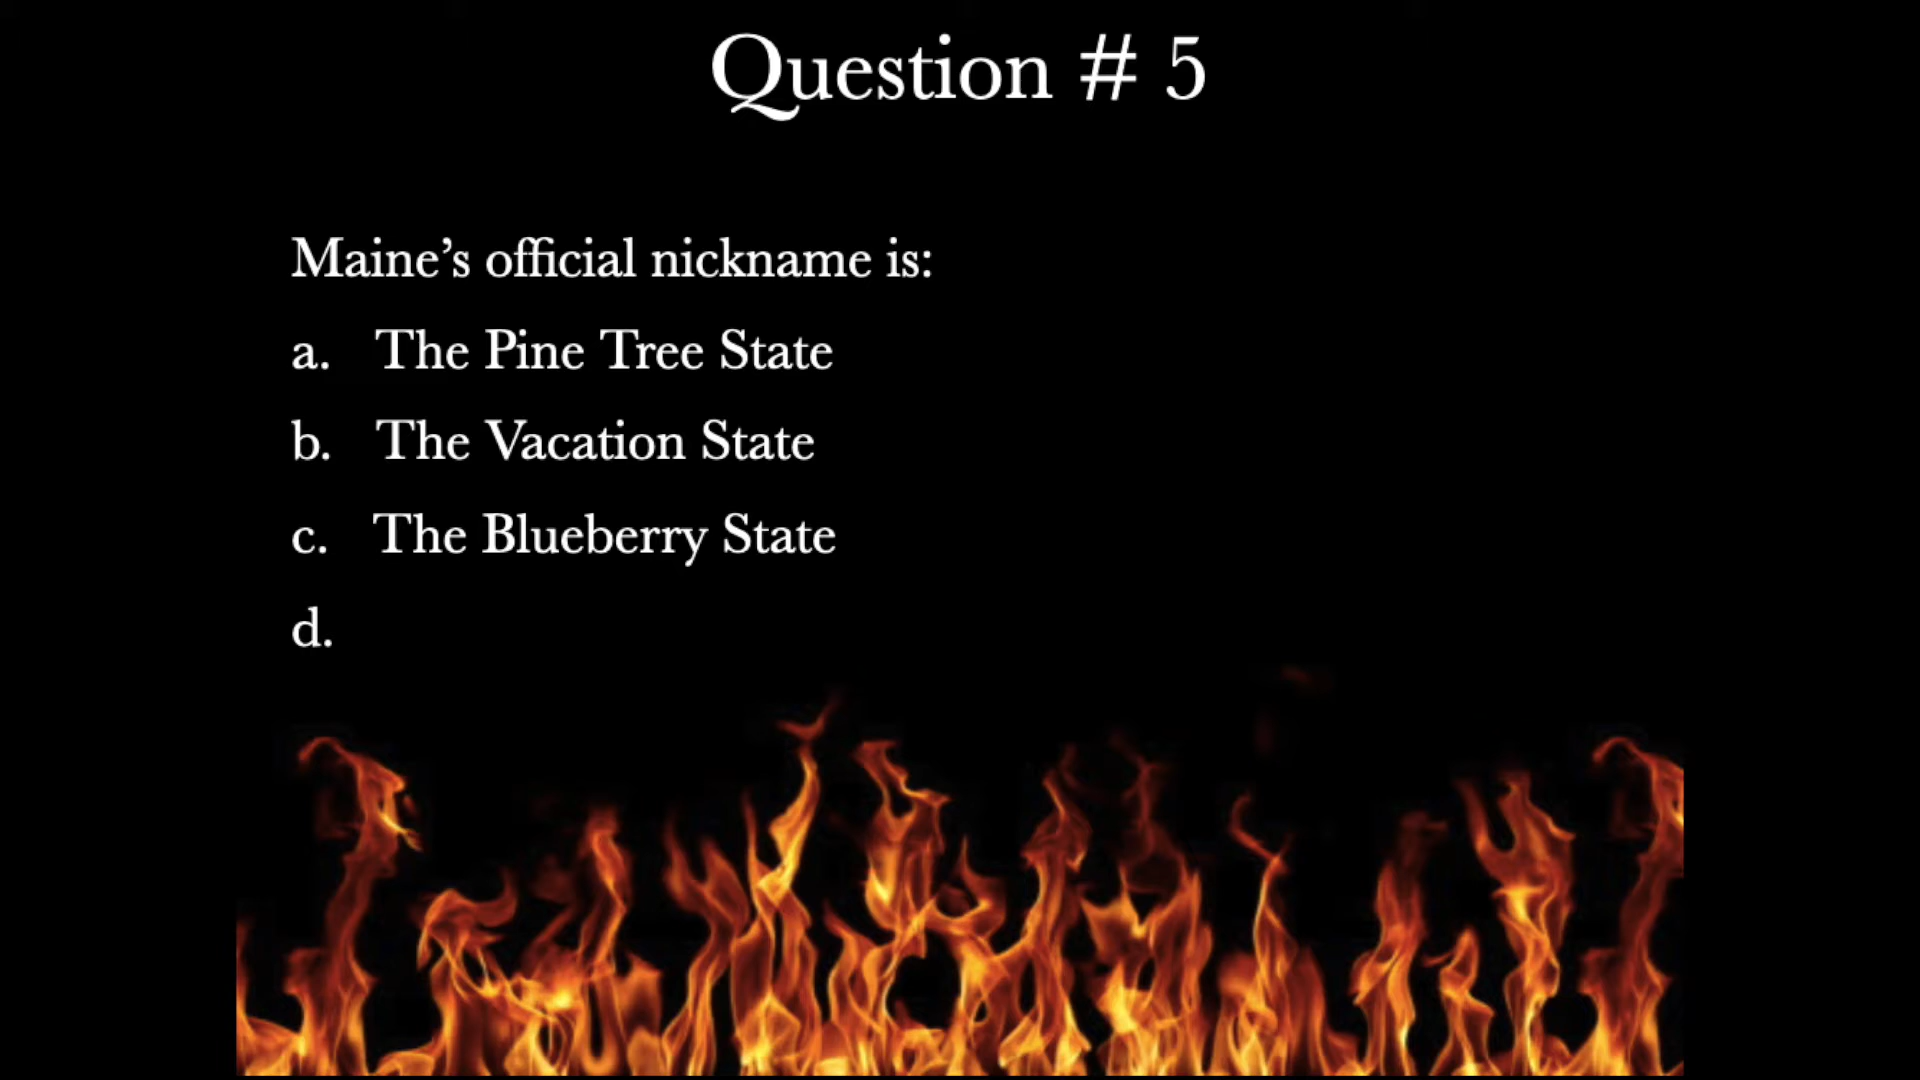 Question # 5
Maine’s official nickname is:
a. The Pine Tree State
b. The Vacation State
c. The Blueberry State
d.